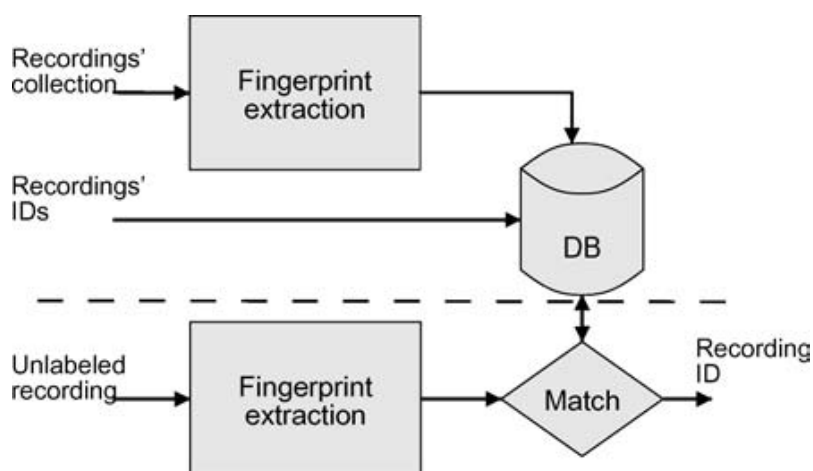 Recordings'
collection
Fingerprint
extraction
Recordings'
IDs
DB
Unlabeled
recording
Fingerprint
extraction
Match
Recording
ID